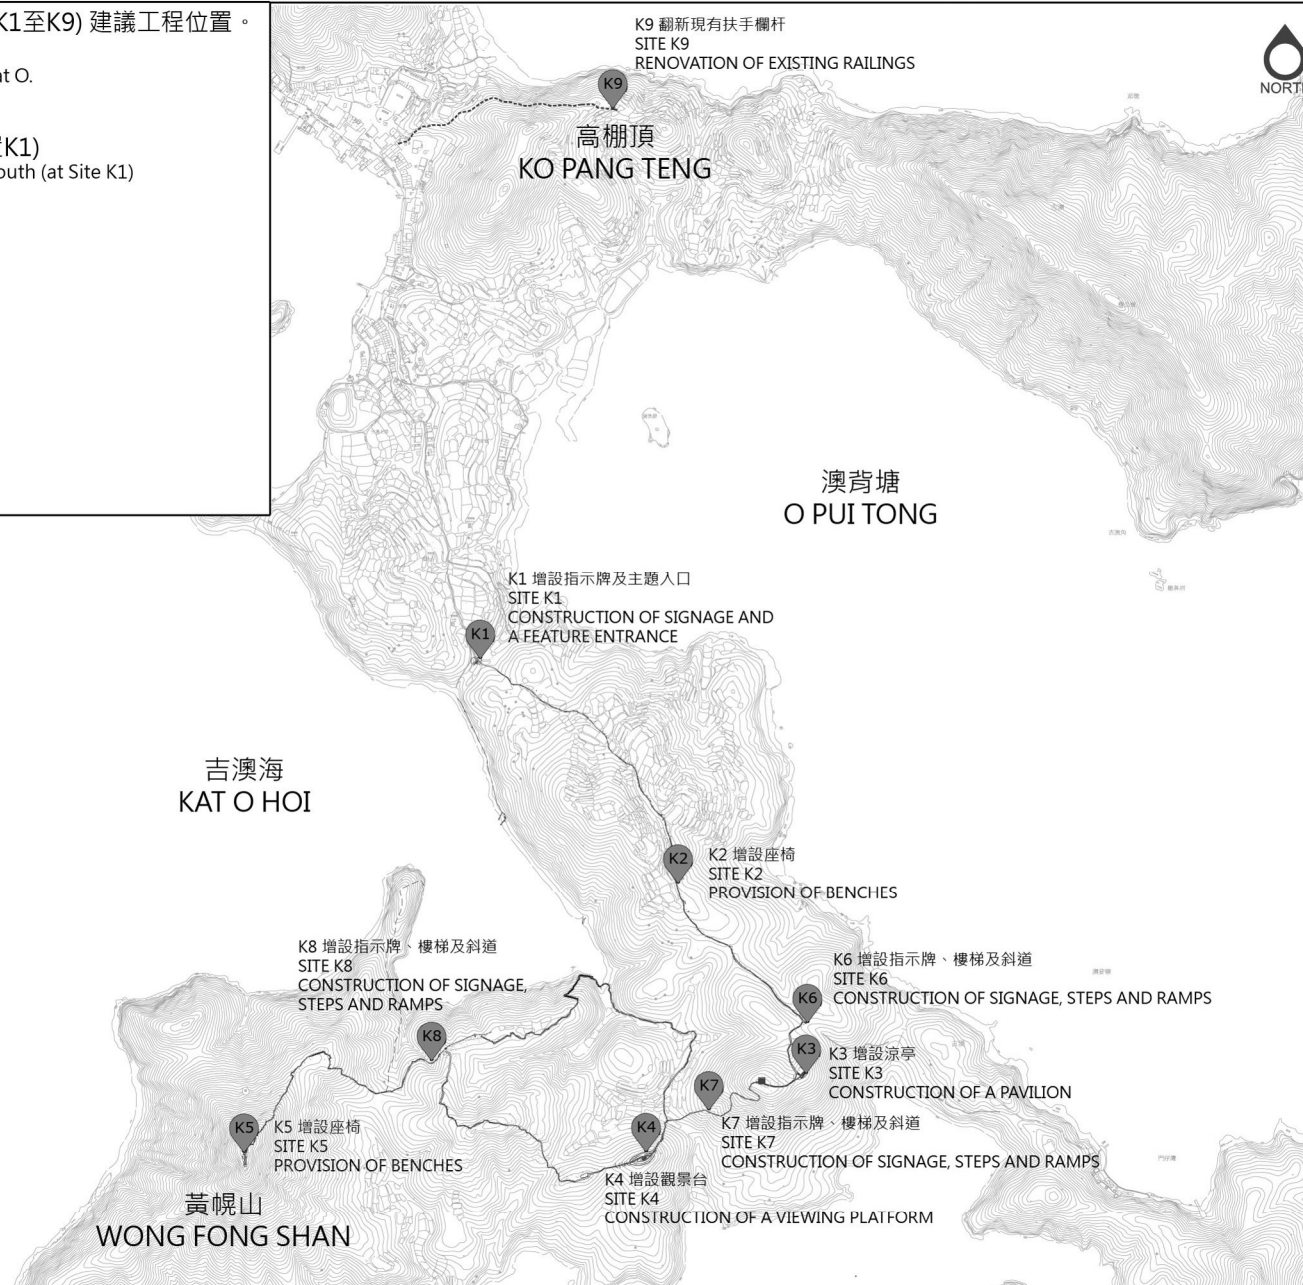 K1至K9) 建議工程位置。
at O.
K1)
outh (at Site K1)
K9 翻新現有扶手欄杆
SITE K9
RENOVATION OF EXISTING RAILINGS
NORTH
K9
高棚頂
KO PANG TENG
澳背塘
O PUI TONG
K1 增設指示牌及主題入口
SITE K1
CONSTRUCTION OF SIGNAGE AND
A FEATURE ENTRANCE
K1
吉澳海
KAT O HOI
K2
K2 增設座椅
SITE K2
PROVISION OF BENCHES
K8 增設指示牌、樓梯及斜道
SITE K8
CONSTRUCTION OF SIGNAGE,
STEPS AND RAMPS
K8
K6 增設指示牌、樓梯及斜道
SITE K6
CONSTRUCTION OF SIGNAGE, STEPS AND RAMPS
K6
K3
K3 增設涼亭
SITE K3
CONSTRUCTION OF A PAVILION
K7
K7 增設指示牌、樓梯及斜道
SITE K7
CONSTRUCTION OF SIGNAGE, STEPS AND RAMPS
K5
K5 增設座椅
SITE K5
PROVISION OF BENCHES
K4
K4 增設觀景台
SITE K4
CONSTRUCTION OF A VIEWING PLATFORM
黃幌山
WONG FONG SHAN